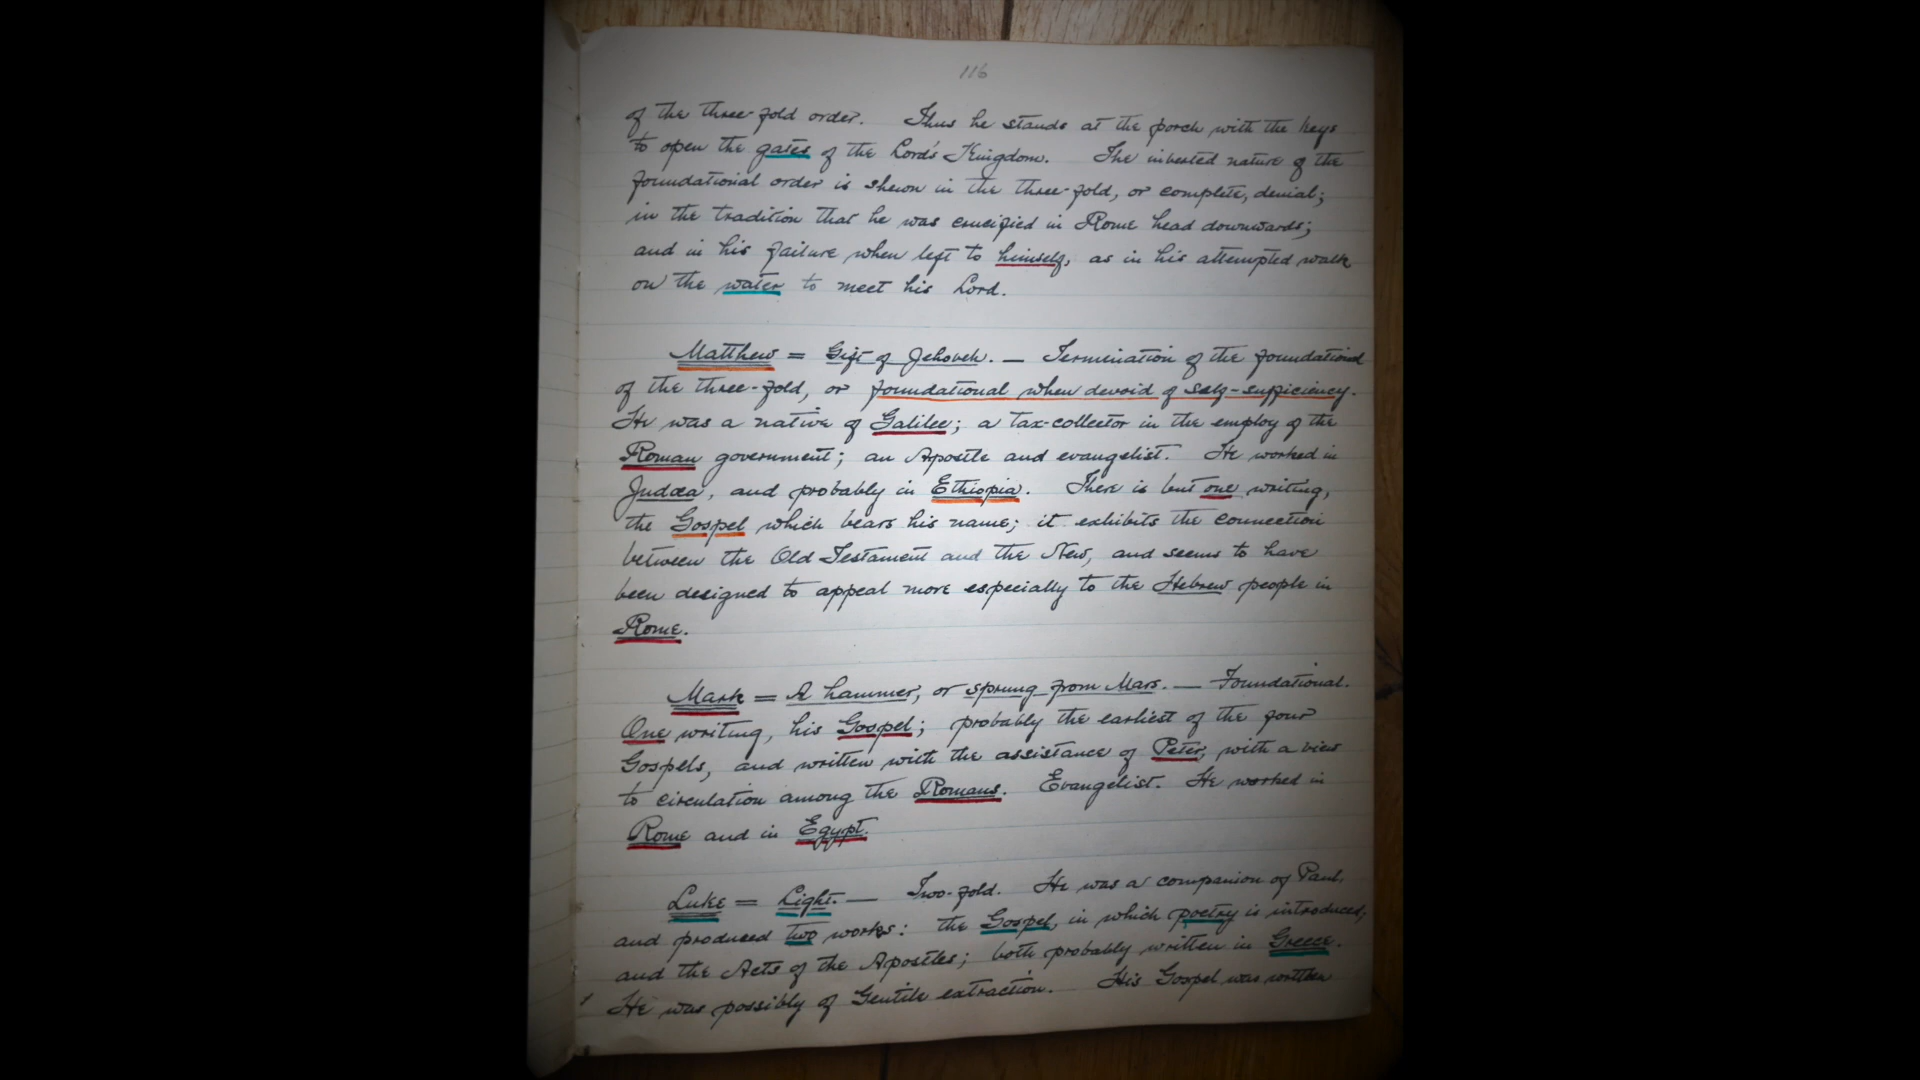 116
of the three-fold order. Thus he stands at the porch with the keys
to open the gates of the Lord's Kingdom. The inverted nature of the
foundational order is shewn in the three-fold, or complete, denial;
in the tradition that he was crucified in Rome head downwards;
and in his failure when left to himself, as in his attempted walk
on the water to meet his Lord.
Matthew = Gift of Jehovah. — Termination of the foundational
of the three-fold, or foundational when devoid of self-sufficiency.
He was a native of Galilee; a tax-collector in the employ of the
Roman government; an Apostle and evangelist. He worked in
Judæa, and probably in Ethiopia. There is but one writing,
the Gospel which bears his name; it exhibits the connection
between the Old Testament and the New, and seems to have
been designed to appeal more especially to the Hebrew people in
Rome.
Mark = A hammer, or sprung from Mars. — Foundational.
One writing, his Gospel; probably the earliest of the four
Gospels, and written with the assistance of Peter, with a view
to circulation among the Romans. Evangelist. He worked in
Rome and in Egypt.
Luke = Light. — Two-fold. He was a companion of Paul,
and produced two works: the Gospel, in which poetry is introduced,
and the Acts of the Apostles; both probably written in Greece.
He was possibly of Gentile extraction. His Gospel was written